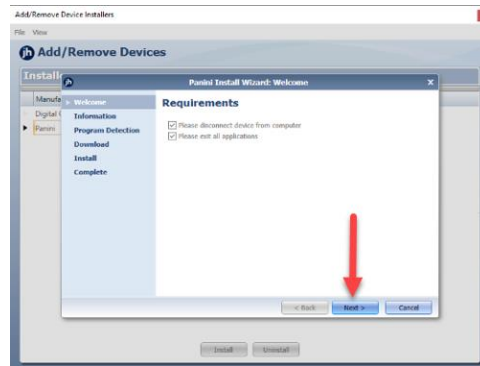 Add/Remove Device Installers
File View
jh Add/Remove Devices
Install
Manufa
Digital
Panini
Panini Install Wizard: Welcome
X
Welcome
Information
Program Detection
Download
Install
Complete
Requirements
Please disconnect device from computer
Please exit all applications
< Back Next > Cancel
Install Uninstall